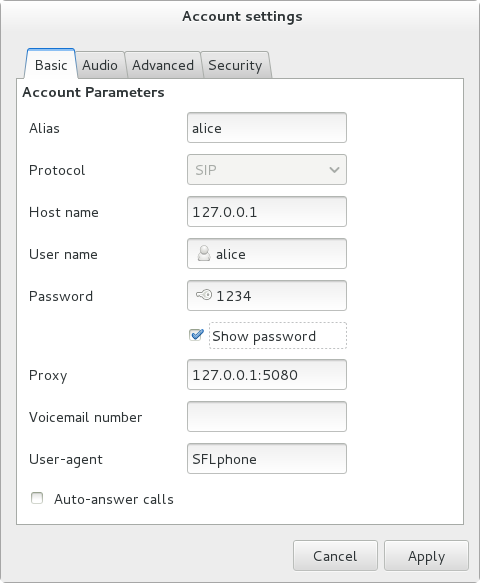 Account settings
Basic Audio Advanced Security
Account Parameters
Alias alice
Protocol SIP
Host name 127.0.0.1
User name alice
Password 1234
Show password
Proxy 127.0.0.1:5080
Voicemail number
User-agent SFLphone
Auto-answer calls
Cancel Apply